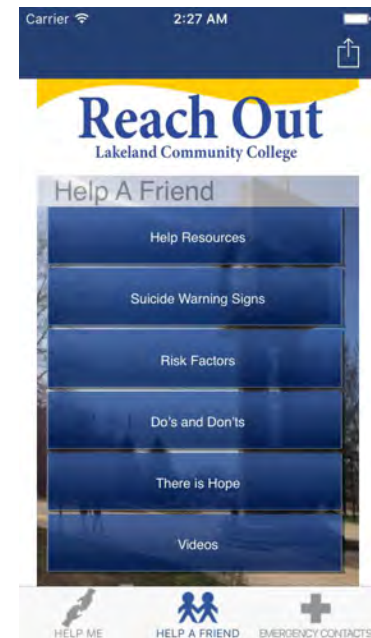 Carrier 2:27 AM
Reach Out
Lakeland Community College
Help A Friend
Help Resources
Suicide Warning Signs
Risk Factors
Do's and Don'ts
There is Hope
Videos
HELP ME HELP A FRIEND EMERGENCY CONTACTS